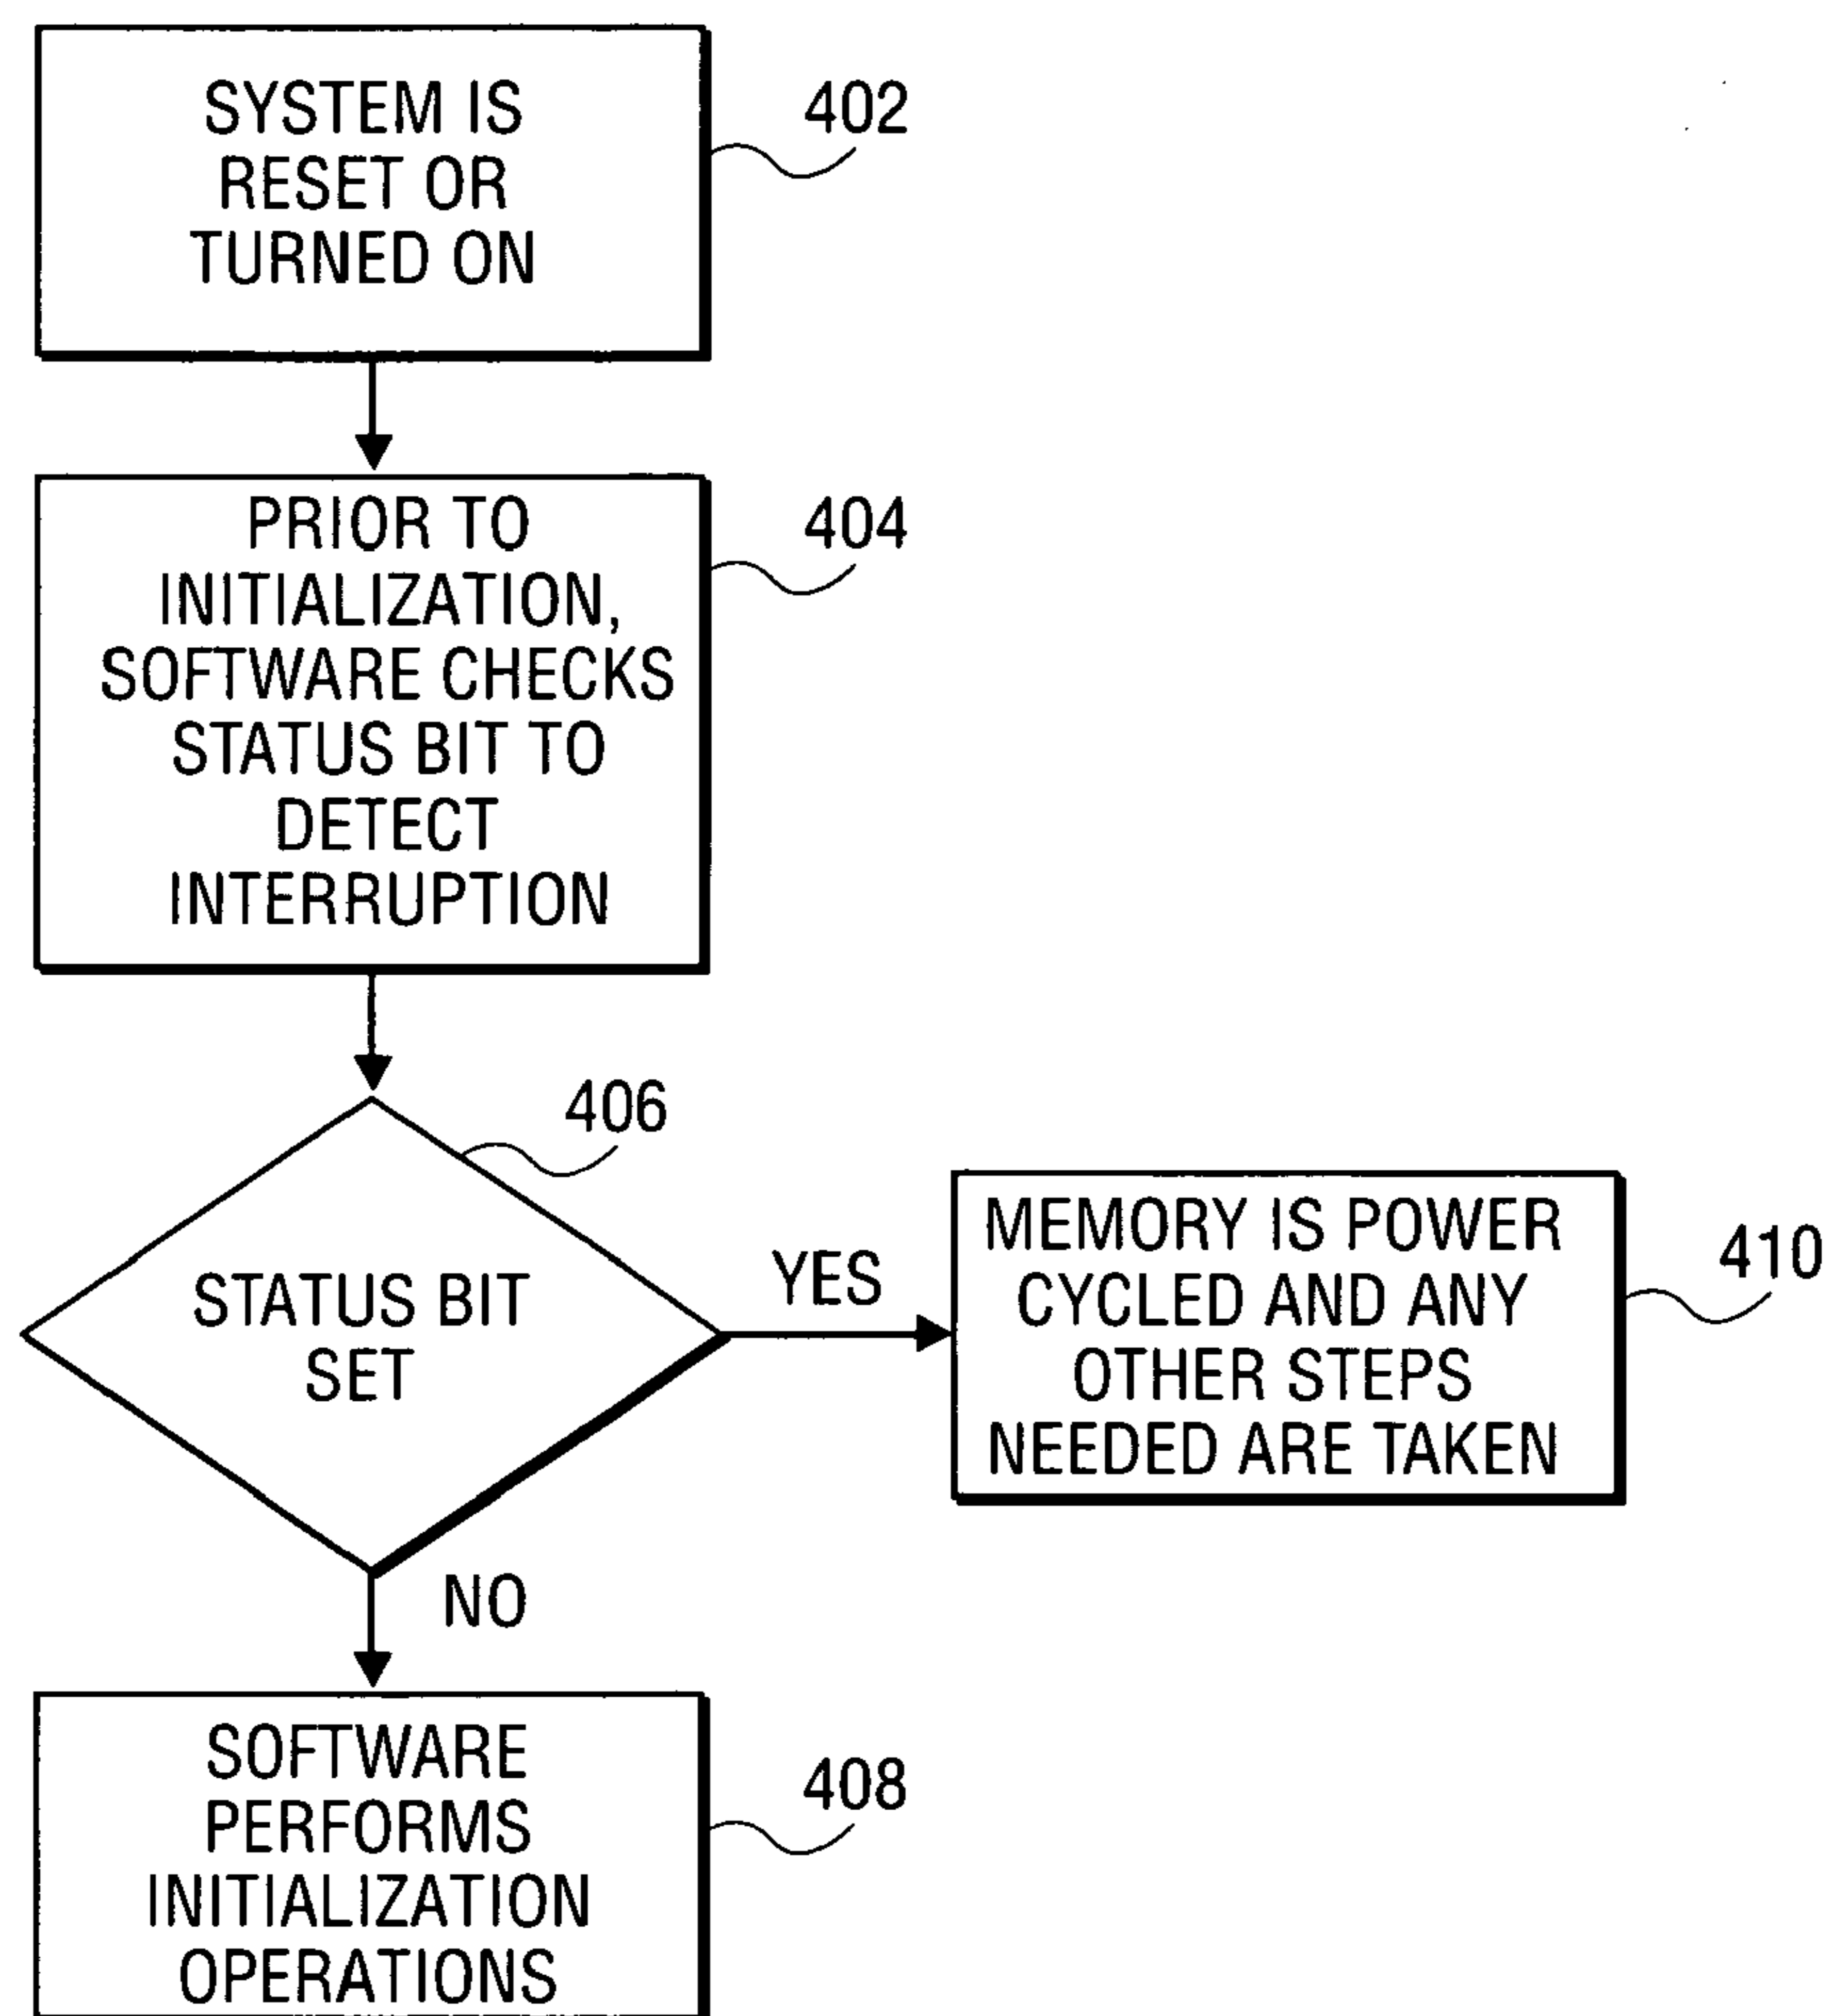 SYSTEM IS
RESET OR
TURNED ON
402
PRIOR TO
INITIALIZATION,
SOFTWARE CHECKS
STATUS BIT TO
DETECT
INTERRUPTION
404
406
STATUS BIT
SET
YES
MEMORY IS POWER
CYCLED AND ANY
OTHER STEPS
NEEDED ARE TAKEN
410
NO
SOFTWARE
PERFORMS
INITIALIZATION
OPERATIONS
408